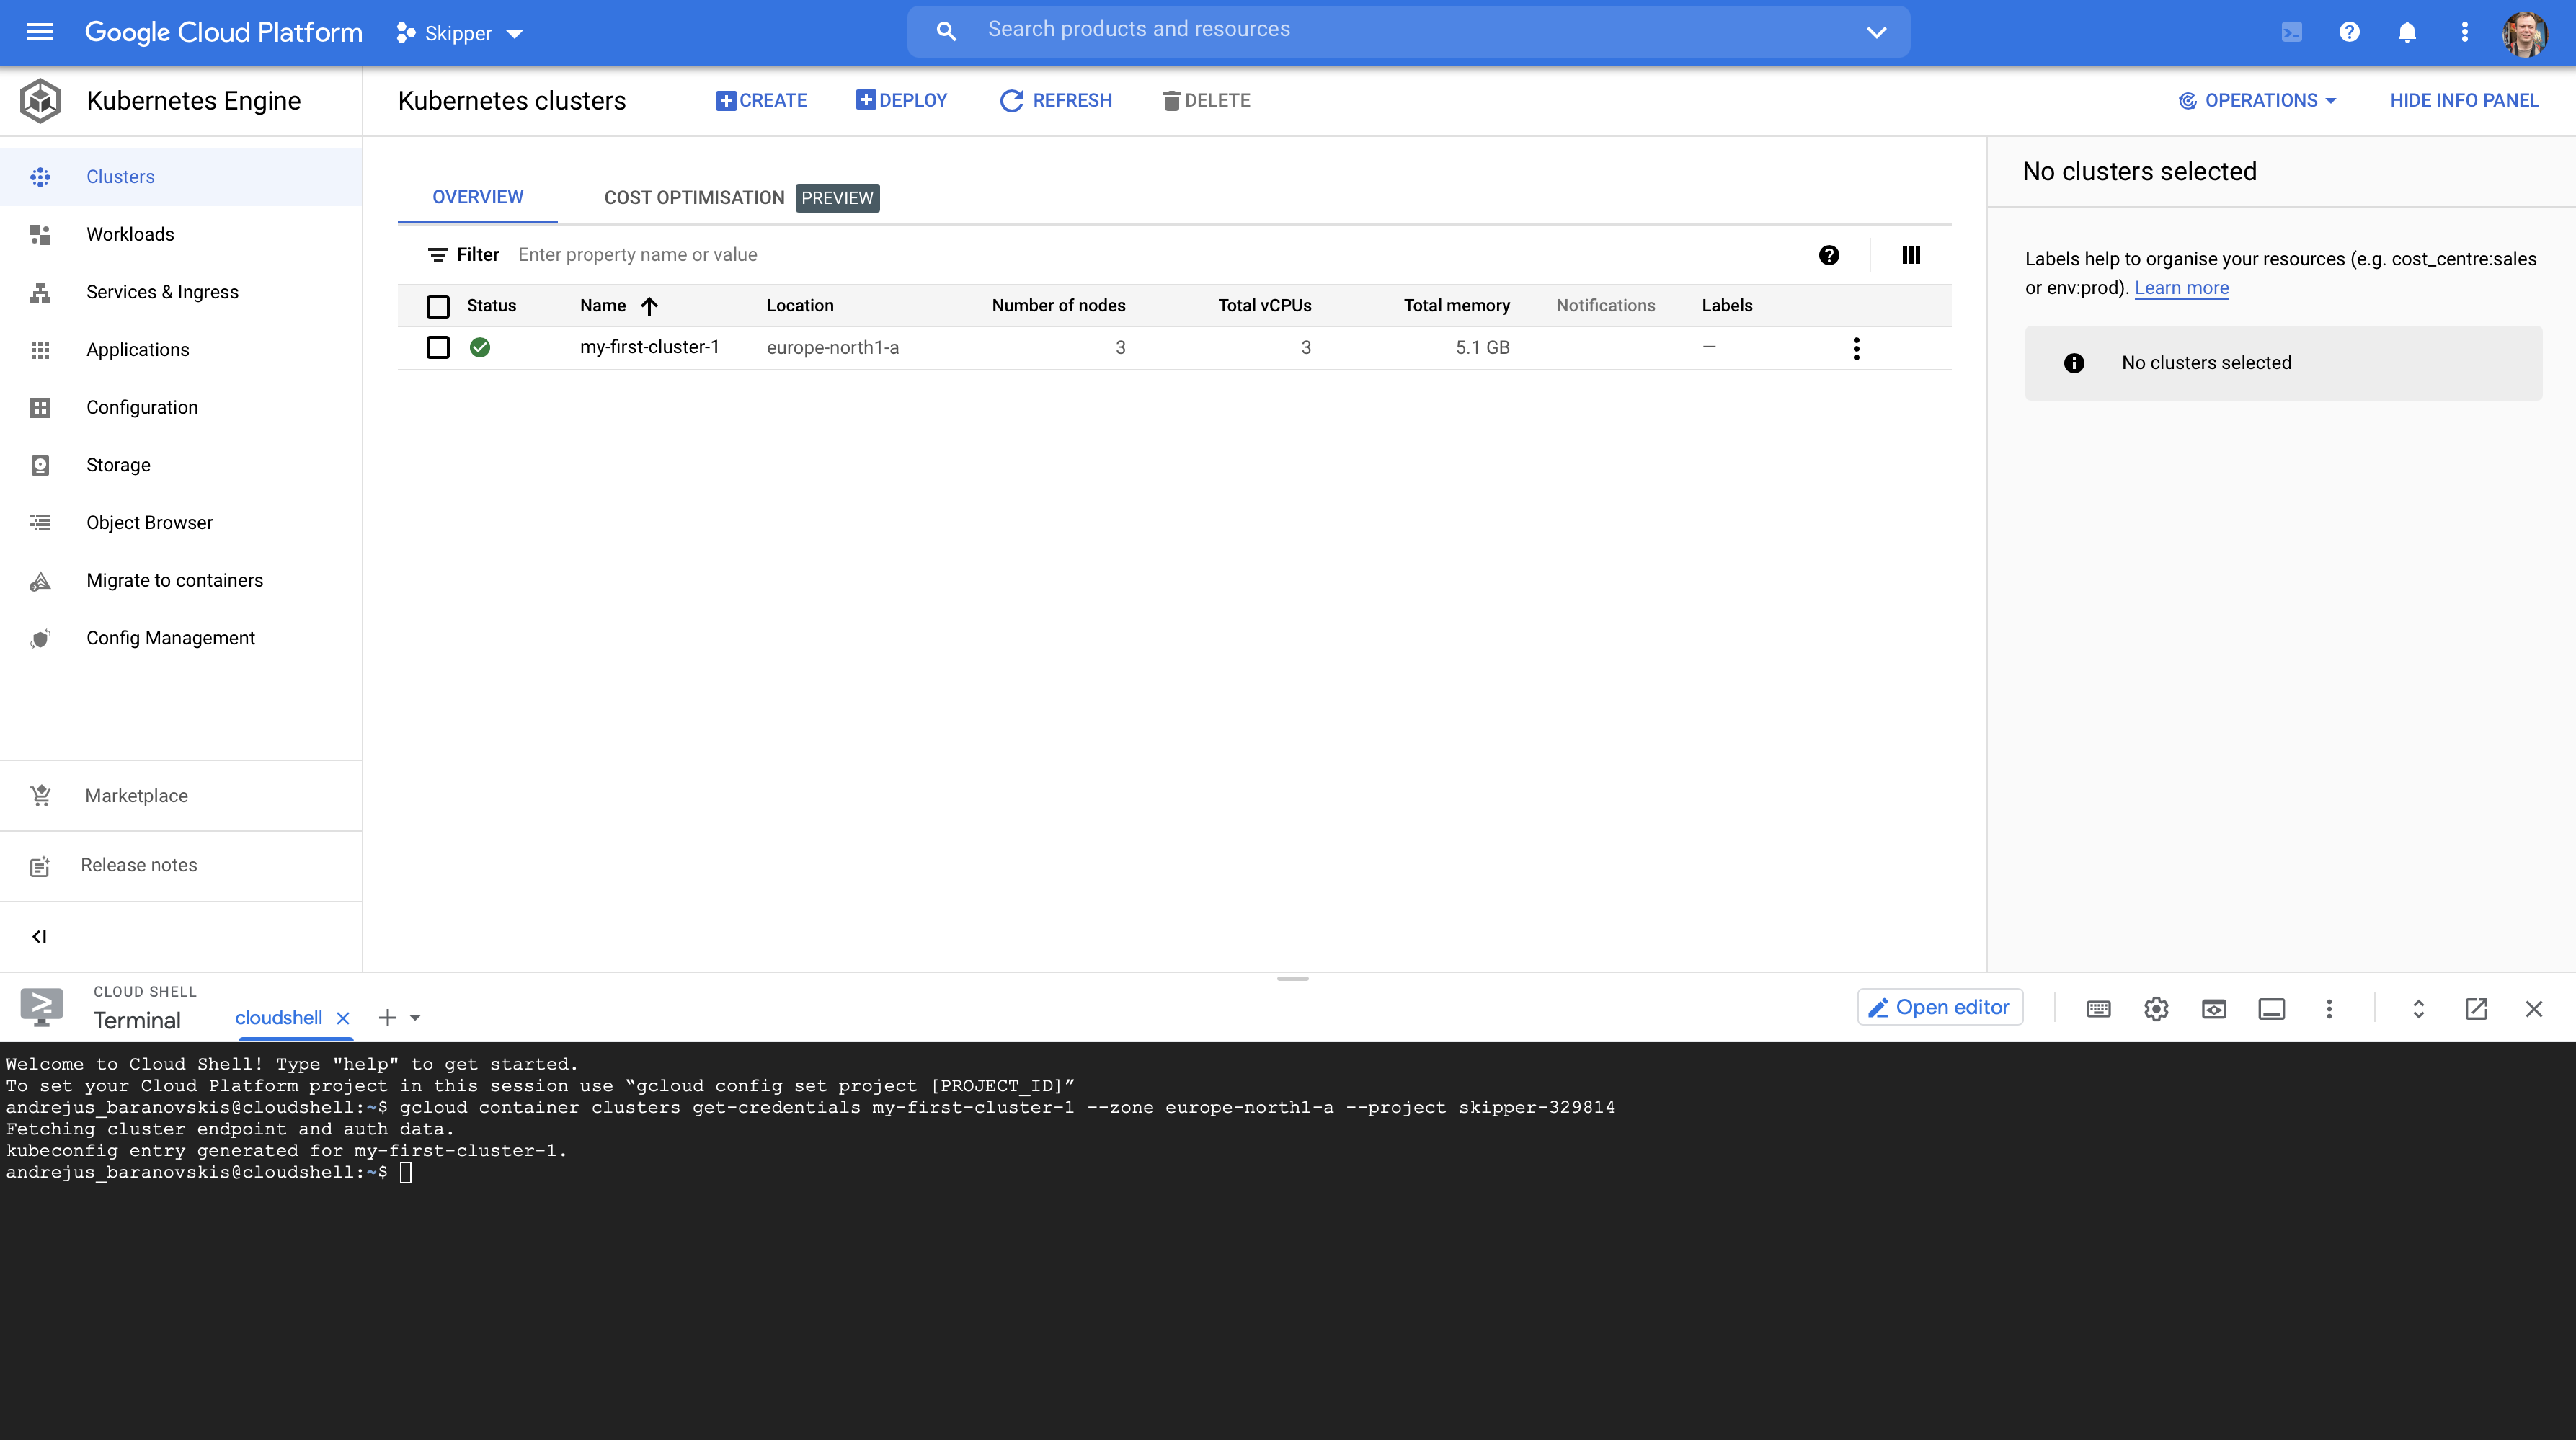 Google Cloud Platform
Skipper
Search products and resources
Kubernetes Engine
Kubernetes clusters
CREATE
DEPLOY
REFRESH
DELETE
OPERATIONS
HIDE INFO PANEL
Clusters
Workloads
Services & Ingress
Applications
Configuration
Storage
Object Browser
Migrate to containers
Config Management
Marketplace
Release notes
OVERVIEW
COST OPTIMISATION PREVIEW
Filter Enter property name or value
Status Name Location Number of nodes Total vCPUs Total memory Notifications Labels
my-first-cluster-1 europe-north1-a 3 3 5.1 GB —
No clusters selected
Labels help to organise your resources (e.g. cost_centre:sales
or env:prod). Learn more
No clusters selected
CLOUD SHELL
Terminal
cloudshell
Open editor
Welcome to Cloud Shell! Type "help" to get started.
To set your Cloud Platform project in this session use “gcloud config set project [PROJECT_ID]”
andrejus_baranovskis@cloudshell:~$ gcloud container clusters get-credentials my-first-cluster-1 --zone europe-north1-a --project skipper-329814
Fetching cluster endpoint and auth data.
kubeconfig entry generated for my-first-cluster-1.
andrejus_baranovskis@cloudshell:~$